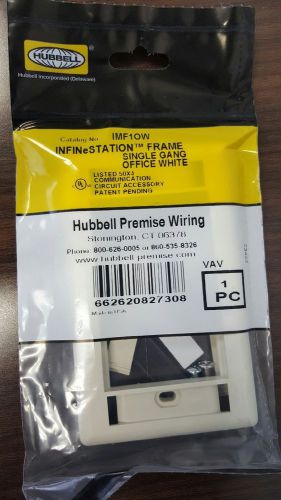 HUBBELL
Hubbell Incorporated (Delaware)
Catalog No. IMF1OW
INFINeSTATION™ FRAME
SINGLE GANG
OFFICE WHITE
LISTED 50X4
COMMUNICATION
CIRCUIT ACCESSORY
PATENT PENDING
UL
Hubbell Premise Wiring
Stonington, CT 06378
Phone: 800-626-0005 or 860-535-8326
www.hubbell-premise.com
VAV
1
PC
662620827308
Made in USA